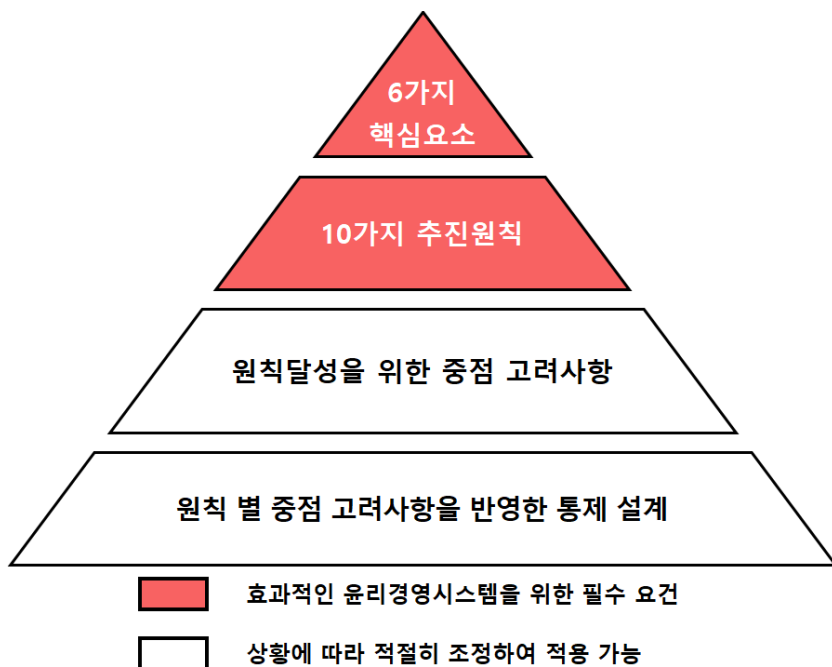 6가지
핵심요소
10가지 추진원칙
원칙달성을 위한 중점 고려사항
원칙 별 중점 고려사항을 반영한 통제 설계
효과적인 윤리경영시스템을 위한 필수 요건
상황에 따라 적절히 조정하여 적용 가능